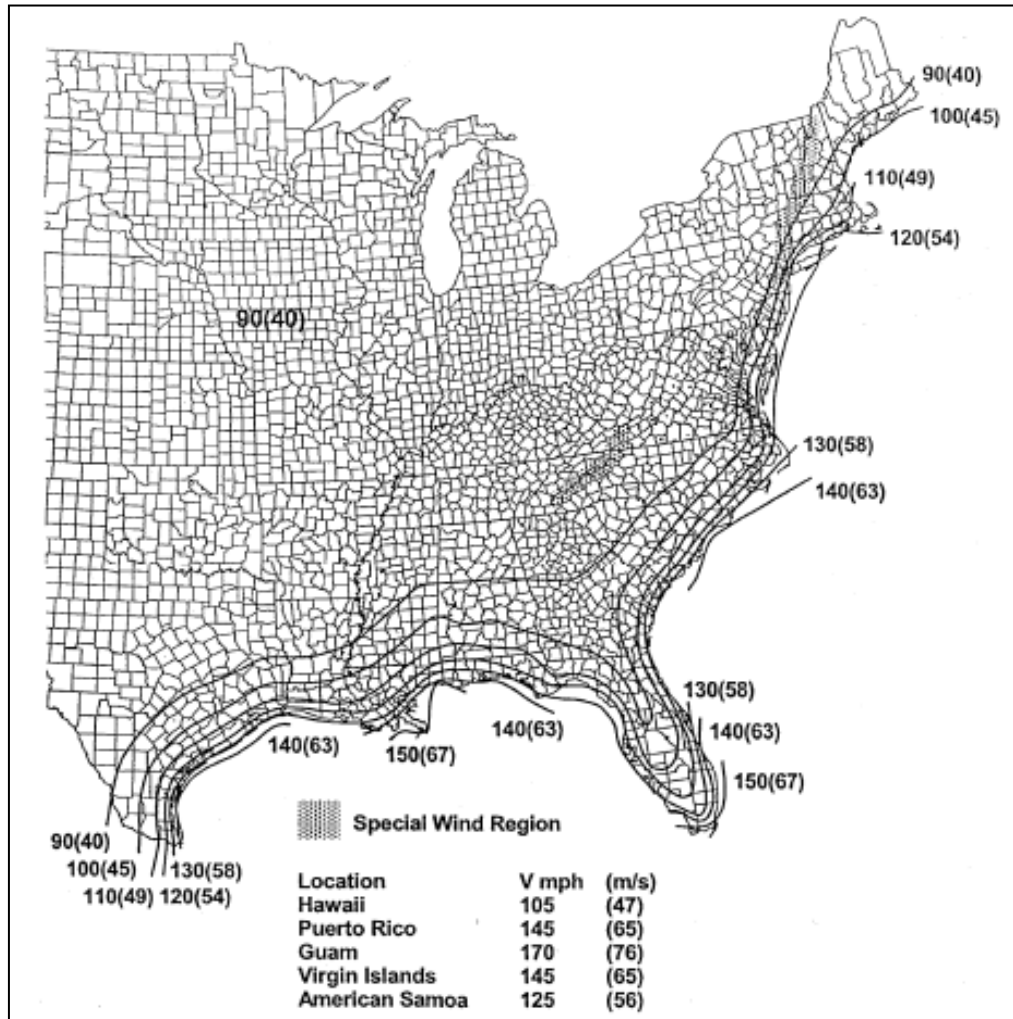 90(40)
100(45)
110(49)
120(54)
90(40)
130(58)
140(63)
130(58)
140(63)
140(63)
140(63)
150(67)
150(67)
Special Wind Region
90(40)
100(45) 130(58)
110(49) 120(54)
Location V mph (m/s)
Hawaii 105 (47)
Puerto Rico 145 (65)
Guam 170 (76)
Virgin Islands 145 (65)
American Samoa 125 (56)